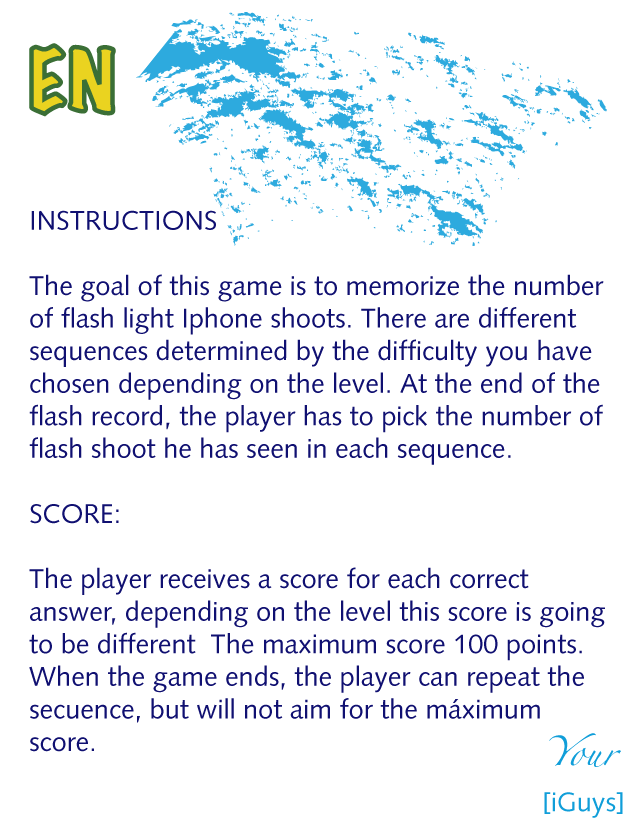 EN
INSTRUCTIONS
The goal of this game is to memorize the number
of flash light Iphone shoots. There are different
sequences determined by the difficulty you have
chosen depending on the level. At the end of the
flash record, the player has to pick the number of
flash shoot he has seen in each sequence.
SCORE:
The player receives a score for each correct
answer, depending on the level this score is going
to be different  The maximum score 100 points.
When the game ends, the player can repeat the
secuence, but will not aim for the máximum
score.
Your
[iGuys]